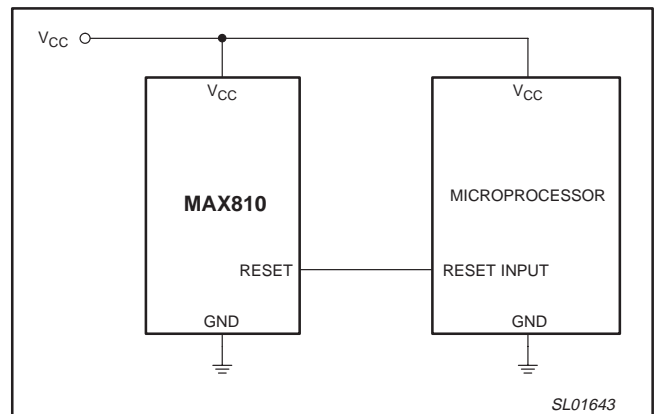 VCC
VCC
VCC
MAX810
MICROPROCESSOR
RESET
RESET INPUT
GND
GND
SL01643